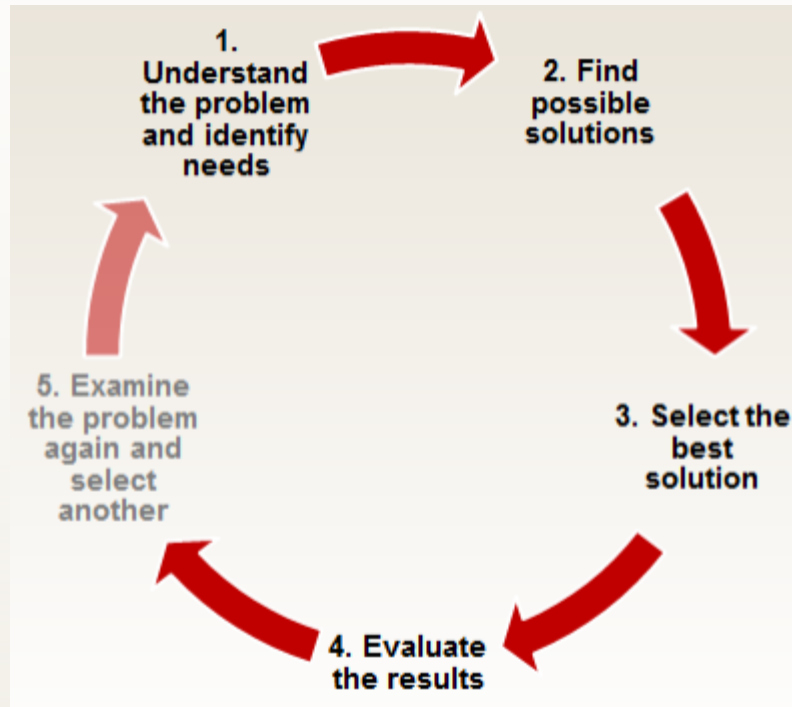 1.
Understand
the problem
and identify
needs
2. Find
possible
solutions
3. Select the
best
solution
4. Evaluate
the results
5. Examine
the problem
again and
select
another